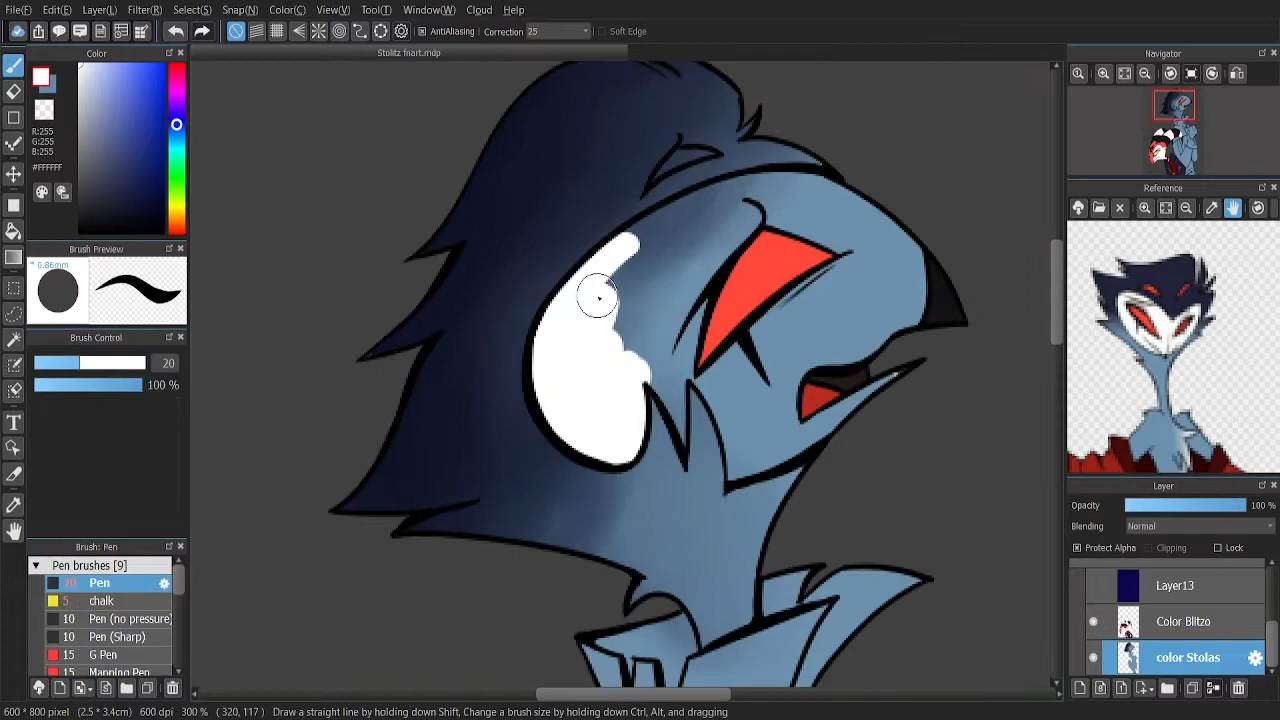 File(F) Edit(E) Layer(L) Filter(R) Select(S) Snap(N) Color(C) View(V) Tool(T) Window(W) Cloud Help
AntiAliasing Correction 25 Soft Edge
Color
Stolitz fnart.mdp
Navigator
R:255
G:255
B:255
#FFFFFF
Reference
Brush Preview
* 0.86mm
Brush Control
20
100 %
Layer
Opacity 100 %
Blending Normal
Protect Alpha Clipping Lock
Brush: Pen
Pen brushes [9]
20 Pen
5 chalk
10 Pen (no pressure)
10 Pen (Sharp)
15 G Pen
15 Mapping Pen
Layer13
Color Blitzo
color Stolas
600 * 800 pixel (2.5 * 3.4cm) 600 dpi 300 % ( 320, 117 ) Draw a straight line by holding down Shift, Change a brush size by holding down Ctrl, Alt, and dragging